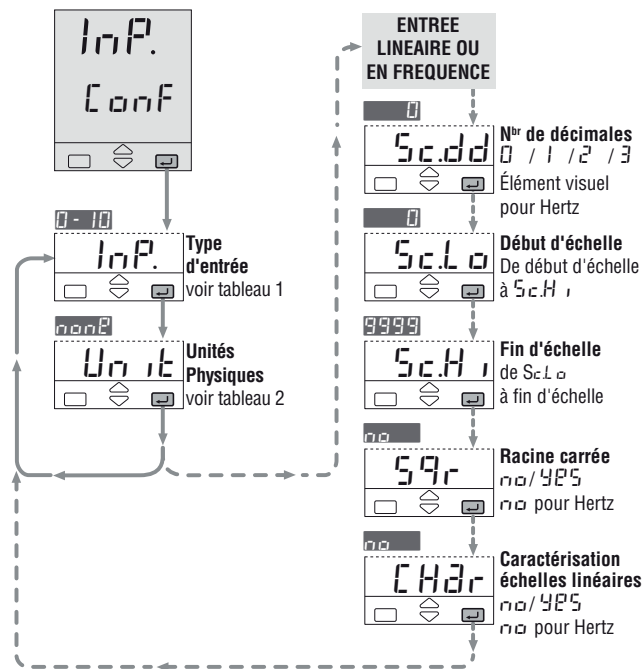 InP.
ConF
0-10
InP.
Type
d'entrée
voir tableau 1
nonE
Unit
Unités
Physiques
voir tableau 2
ENTREE
LINEAIRE OU
EN FREQUENCE
0
Sc.dd
Nbr de décimales
0 / 1 / 2 / 3
Élément visuel
pour Hertz
0
Sc.Lo
Début d'échelle
De début d'échelle
à Sc.Hi
9999
Sc.Hi
Fin d'échelle
de Sc.Lo
à fin d'échelle
no
Sqr
Racine carrée
no/YES
no pour Hertz
no
CHar
Caractérisation
échelles linéaires
no/YES
no pour Hertz